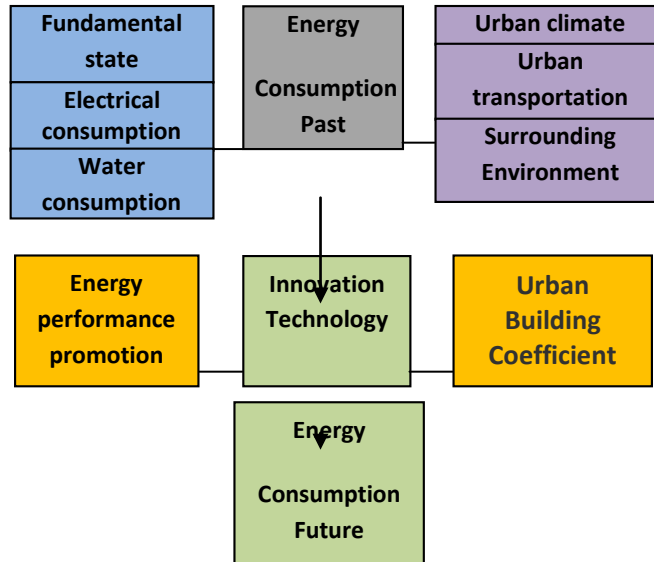 Fundamental
state
Electrical
consumption
Water
consumption
Energy
Consumption
Past
Urban climate
Urban
transportation
Surrounding
Environment
Energy
performance
promotion
Innovation
Technology
Urban
Building
Coefficient
Energy
Consumption
Future